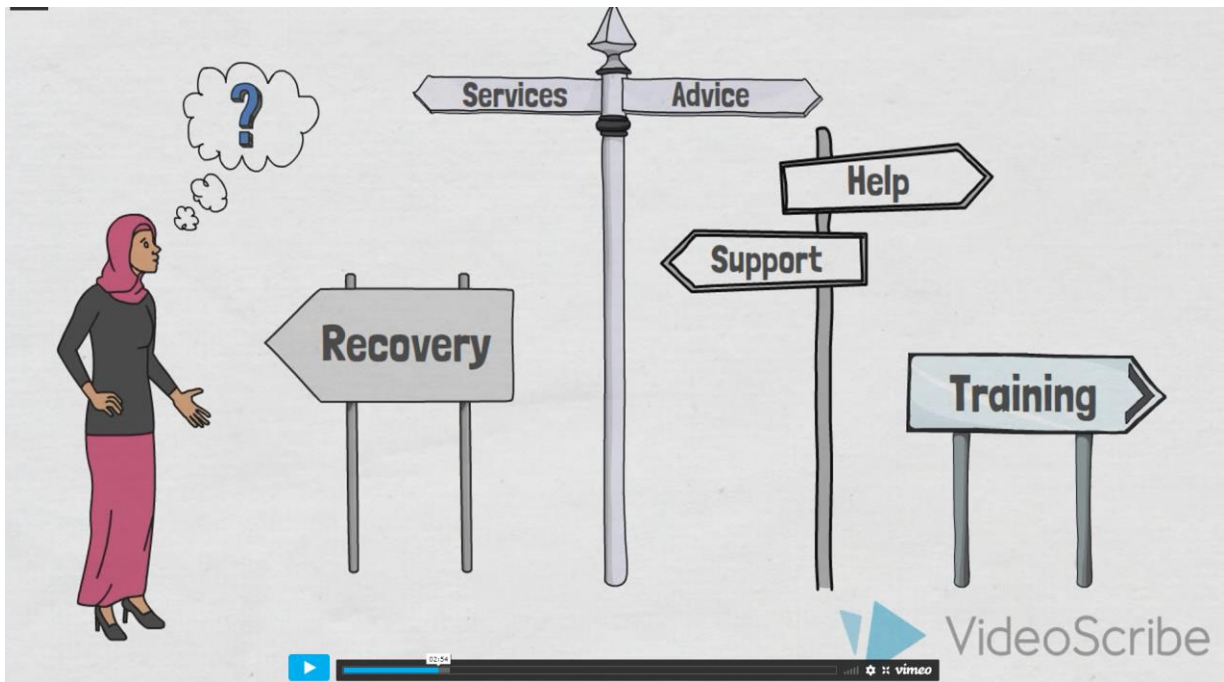 ?
Services
Advice
Help
Support
Recovery
Training
VideoScribe
02:54
vimeo